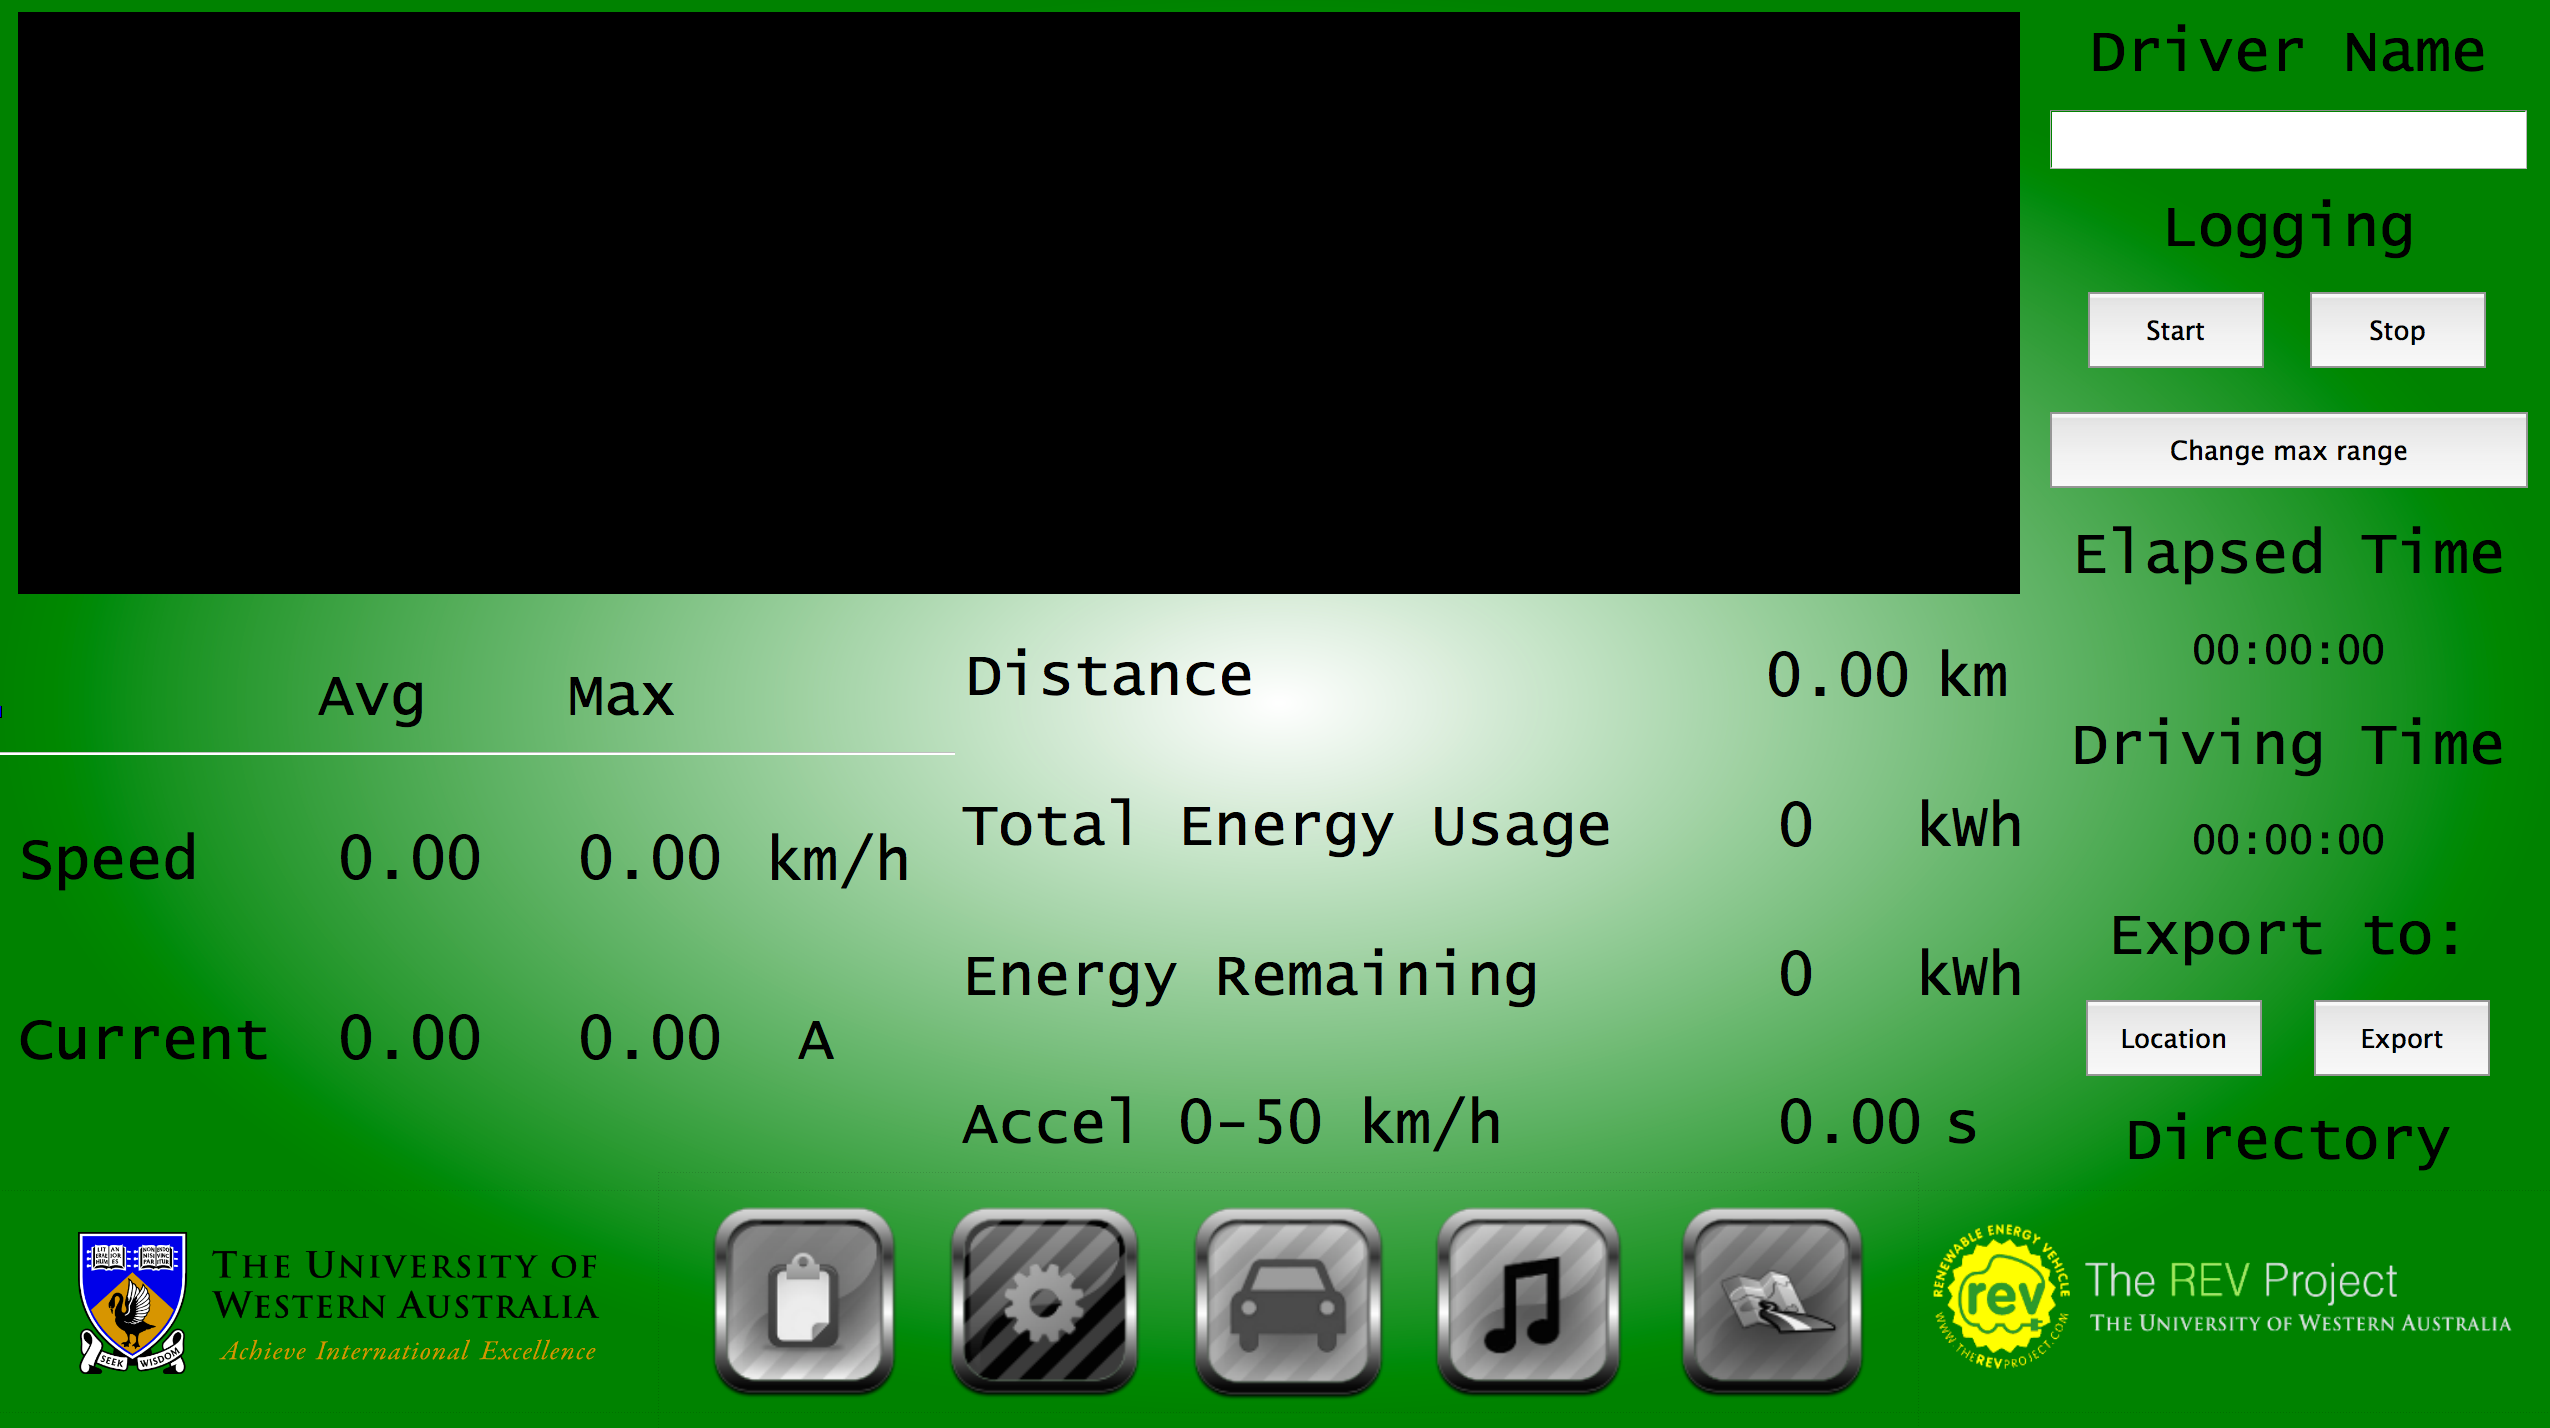 Driver Name
Logging
Start Stop
Change max range
Elapsed Time
00:00:00
Driving Time
00:00:00
Export to:
Location Export
Directory
Avg Max
Speed 0.00 0.00 km/h
Current 0.00 0.00 A
Distance 0.00 km
Total Energy Usage 0 kWh
Energy Remaining 0 kWh
Accel 0-50 km/h 0.00 s
SEEK WISDOM
THE UNIVERSITY OF
WESTERN AUSTRALIA
Achieve International Excellence
RENEWABLE ENERGY VEHICLE
rev
WWW.THEREVPROJECT.COM
The REV Project
THE UNIVERSITY OF WESTERN AUSTRALIA